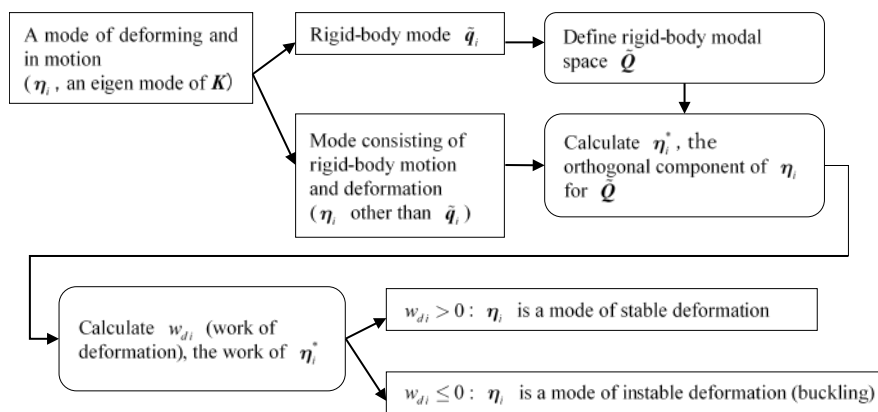 A mode of deforming and
in motion
(ηᵢ, an eigen mode of K)
Rigid-body mode q̃ᵢ
Define rigid-body modal
space Q̃
Mode consisting of
rigid-body motion
and deformation
(ηᵢ other than q̃ᵢ)
Calculate ηᵢ*, the
orthogonal component of ηᵢ
for Q̃
Calculate w_di (work of
deformation), the work of ηᵢ*
w_di > 0: ηᵢ is a mode of stable deformation
w_di ≤ 0: ηᵢ is a mode of instable deformation (buckling)